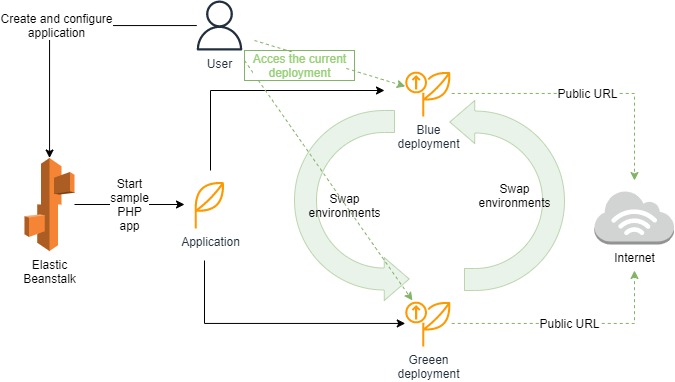 Create and configure
application
User
Acces the current
deployment
Public URL
Blue
deployment
Start
sample
PHP
app
Swap
environments
Swap
environments
Application
Elastic
Beanstalk
Internet
Public URL
Greeen
deployment